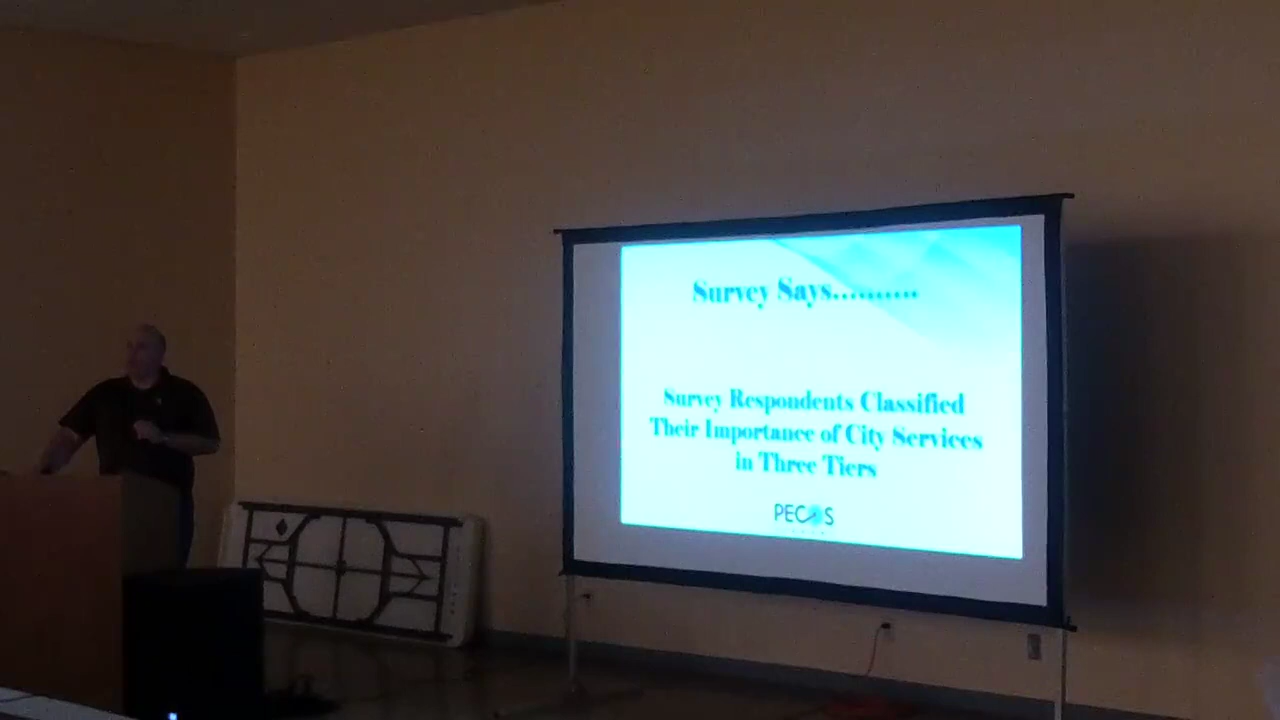 Survey Says..........
Survey Respondents Classified
Their Importance of City Services
in Three Tiers
PECOS